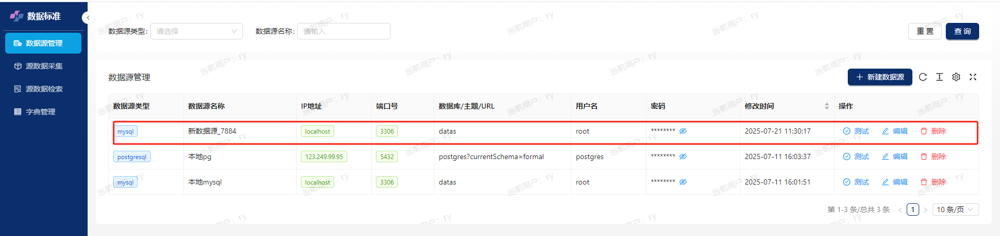 数据标准
数据源管理
源数据采集
源数据检索
字典管理
数据源类型: 请选择 数据源名称: 请输入 重 置 查 询
数据源管理 新建数据源
数据源类型 数据源名称 IP地址 端口号 数据库/主题/URL 用户名 密码 修改时间 操作
mysql 新数据源_7884 localhost 3306 datas root ******** 2025-07-21 11:30:17 测试 编辑 删除
postgresql 本地pg 123.249.99.95 5432 postgres?currentSchema=formal postgres ******** 2025-07-11 16:03:37 测试 编辑 删除
mysql 本地mysql localhost 3306 datas root ******** 2025-07-11 16:01:51 测试 编辑 删除
第 1-3 条/总共 3 条 1 10 条/页
当前用户：ry